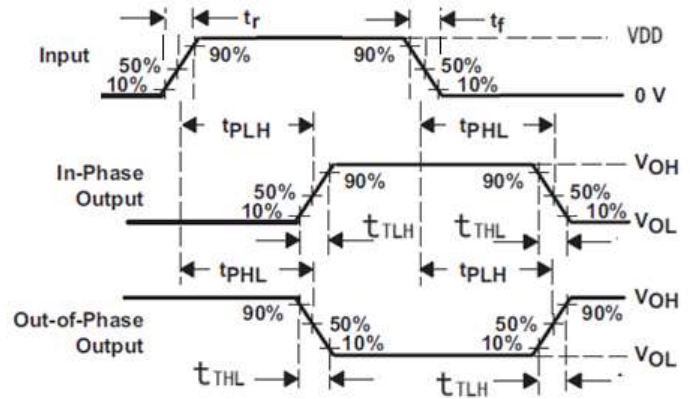 tr
tf
VDD
Input
50%
90%
90%
50%
10%
10%
0 V
tPLH
tPHL
In-Phase
Output
VOH
90%
90%
50%
50%
10%
10%
VOL
tTLH
tTHL
tPHL
tPLH
Out-of-Phase
Output
VOH
90%
90%
50%
50%
10%
10%
VOL
tTHL
tTLH